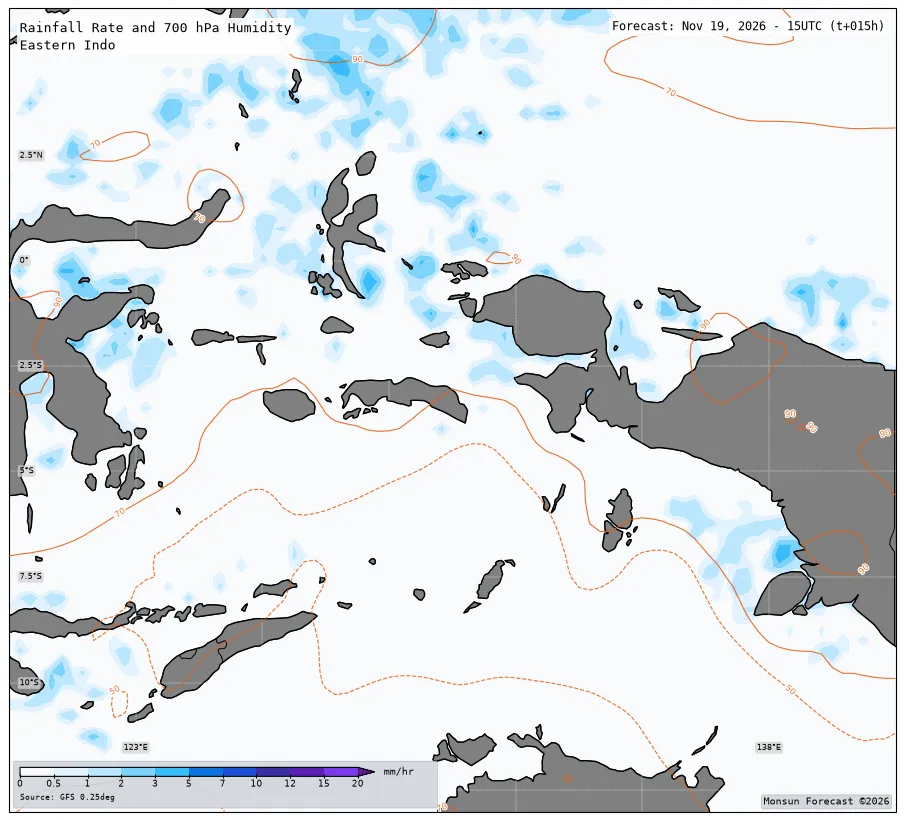 Rainfall Rate and 700 hPa Humidity
Eastern Indo
Forecast: Nov 19, 2026 - 15UTC (t+015h)
90
70
70
2.5°N
70
0°
90
90
90
2.5°S
90
90
90
5°S
70
7.5°S
90
10°S
50
50
123°E
138°E
mm/hr
0 0.5 1 2 3 5 7 10 12 15 20
Source: GFS 0.25deg
70
Monsun Forecast ©2026